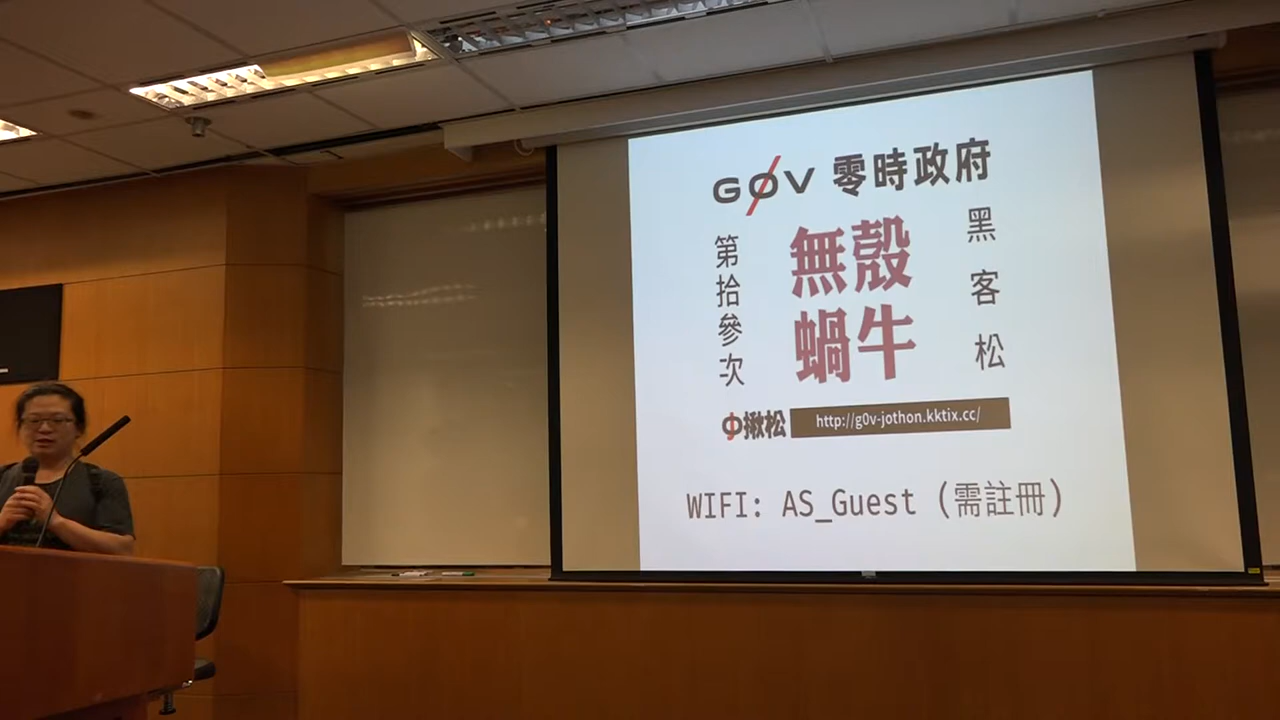 G0V 零時政府
第拾參次
無殼
蝸牛
黑客松
揪松
http://g0v-jothon.kktix.cc/
WIFI: AS_Guest (需註冊)